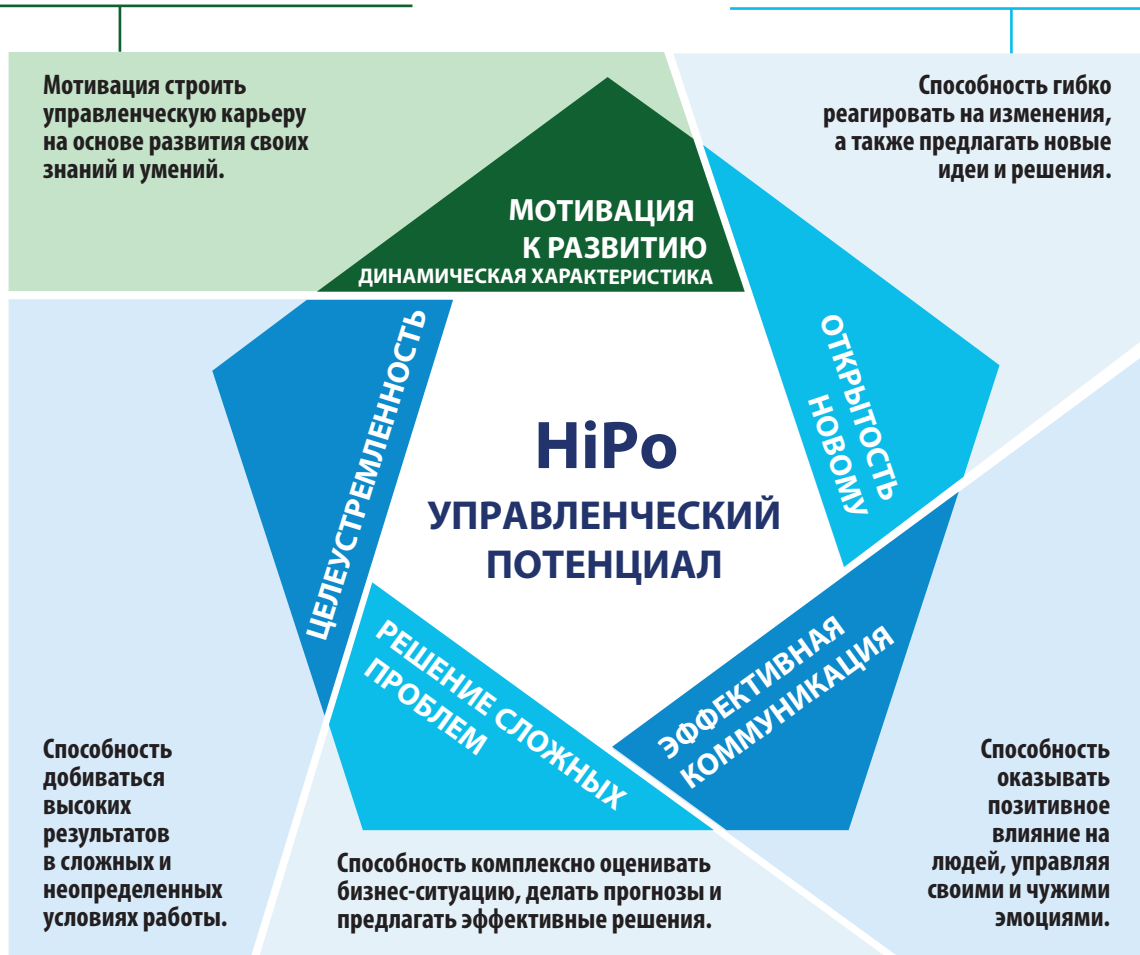 Мотивация строить
управленческую карьеру
на основе развития своих
знаний и умений.
Способность гибко
реагировать на изменения,
а также предлагать новые
идеи и решения.
МОТИВАЦИЯ
К РАЗВИТИЮ
ДИНАМИЧЕСКАЯ ХАРАКТЕРИСТИКА
ЦЕЛЕУСТРЕМЛЕННОСТЬ
ОТКРЫТОСТЬ
НОВОМУ
HiPo
УПРАВЛЕНЧЕСКИЙ
ПОТЕНЦИАЛ
РЕШЕНИЕ СЛОЖНЫХ
ПРОБЛЕМ
ЭФФЕКТИВНАЯ
КОММУНИКАЦИЯ
Способность
добиваться
высоких
результатов
в сложных и
неопределенных
условиях работы.
Способность комплексно оценивать
бизнес-ситуацию, делать прогнозы и
предлагать эффективные решения.
Способность
оказывать
позитивное
влияние на
людей, управляя
своими и чужими
эмоциями.